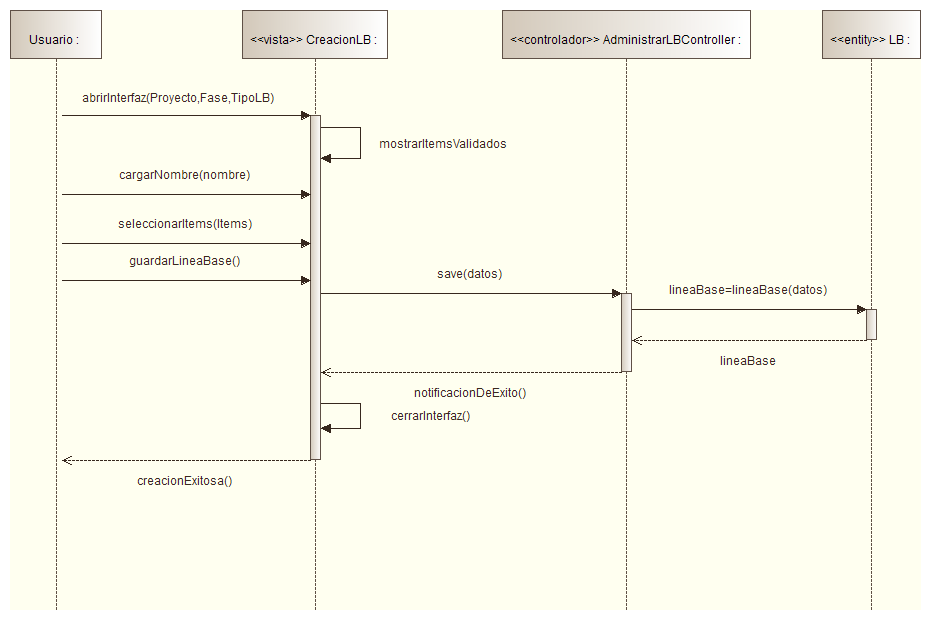 Usuario :
<<vista>> CreacionLB :
<<controlador>> AdministrarLBController :
<<entity>> LB :
abrirInterfaz(Proyecto,Fase,TipoLB)
mostrarItemsValidados
cargarNombre(nombre)
seleccionarItems(Items)
guardarLineaBase()
save(datos)
lineaBase=lineaBase(datos)
lineaBase
notificacionDeExito()
cerrarInterfaz()
creacionExitosa()